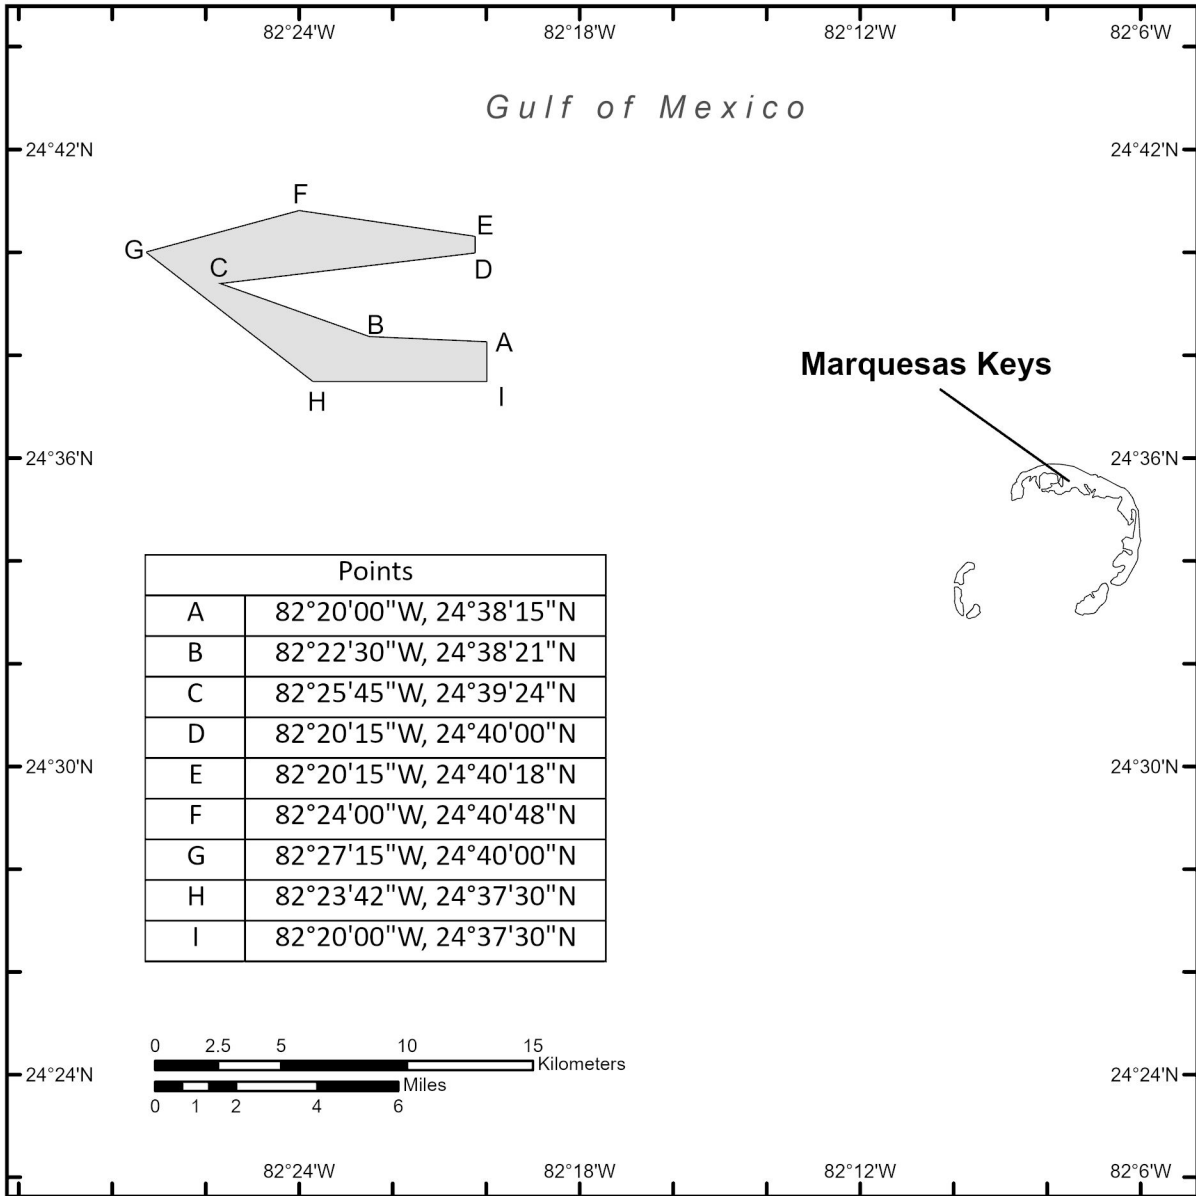 82°24'W 82°18'W 82°12'W 82°6'W
Gulf of Mexico
24°42'N 24°42'N
F
E
G
C
D
B
A
H
I
Marquesas Keys
24°36'N 24°36'N
Points
A 82°20'00"W, 24°38'15"N
B 82°22'30"W, 24°38'21"N
C 82°25'45"W, 24°39'24"N
D 82°20'15"W, 24°40'00"N
E 82°20'15"W, 24°40'18"N
F 82°24'00"W, 24°40'48"N
G 82°27'15"W, 24°40'00"N
H 82°23'42"W, 24°37'30"N
I 82°20'00"W, 24°37'30"N
24°30'N 24°30'N
0 2.5 5 10 15
Kilometers
Miles
0 1 2 4 6
24°24'N 24°24'N
82°24'W 82°18'W 82°12'W 82°6'W